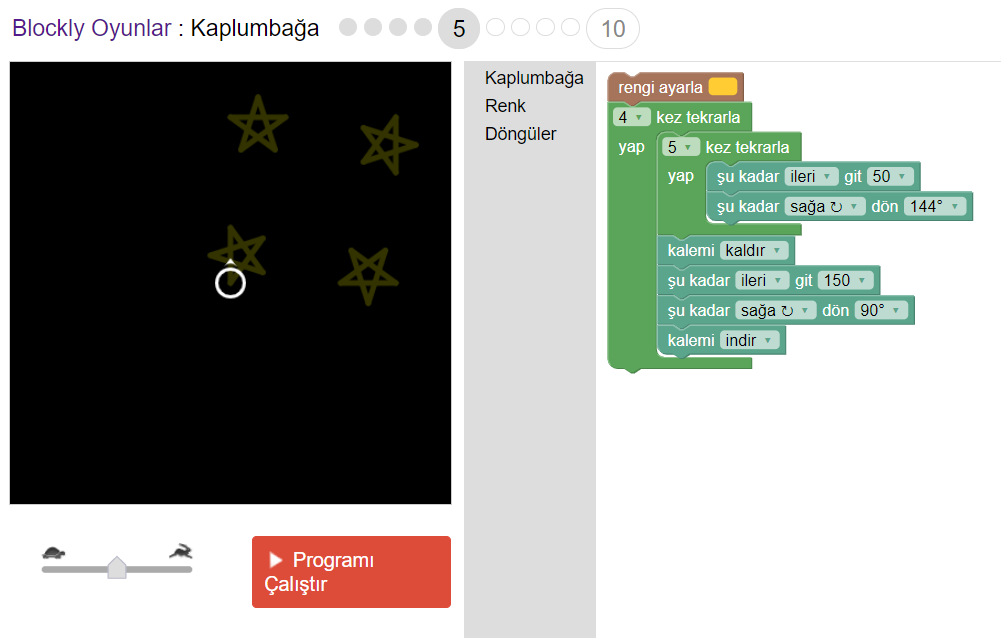 Blockly Oyunlar : Kaplumbağa 5 10
Kaplumbağa
Renk
Döngüler
rengi ayarla
4 kez tekrarla
yap 5 kez tekrarla
yap şu kadar ileri git 50
şu kadar sağa ↻ dön 144°
kalemi kaldır
şu kadar ileri git 150
şu kadar sağa ↻ dön 90°
kalemi indir
Programı
Çalıştır